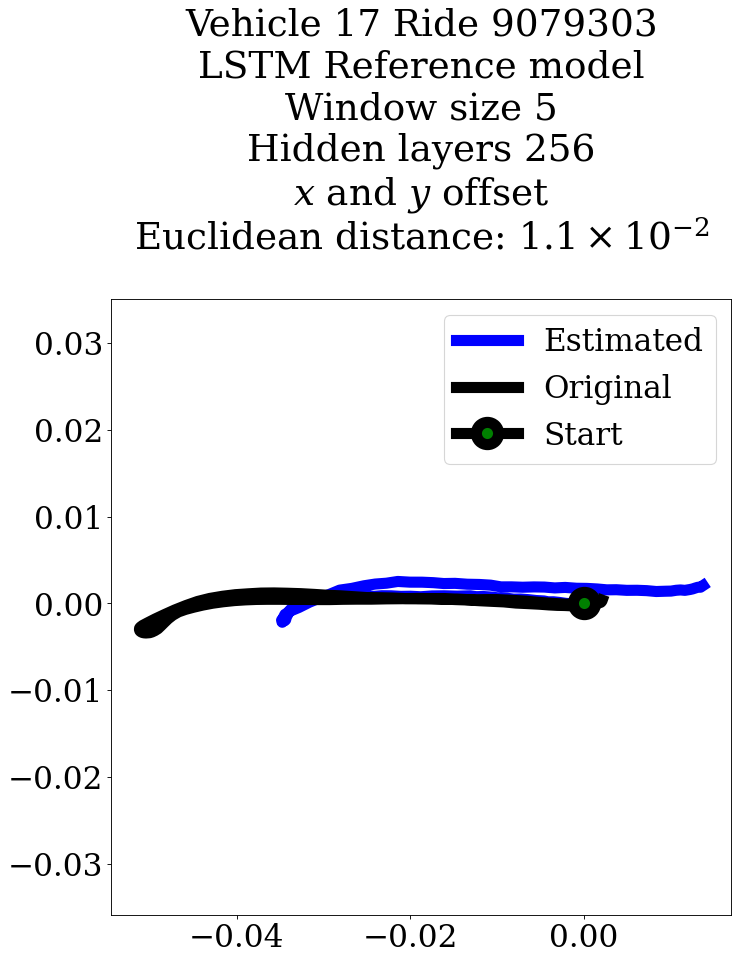 Vehicle 17 Ride 9079303
LSTM Reference model
Window size 5
Hidden layers 256
x and y offset
Euclidean distance: 1.1 × 10⁻²
Estimated
Original
Start
0.03
0.02
0.01
0.00
−0.01
−0.02
−0.03
−0.04
−0.02
0.00